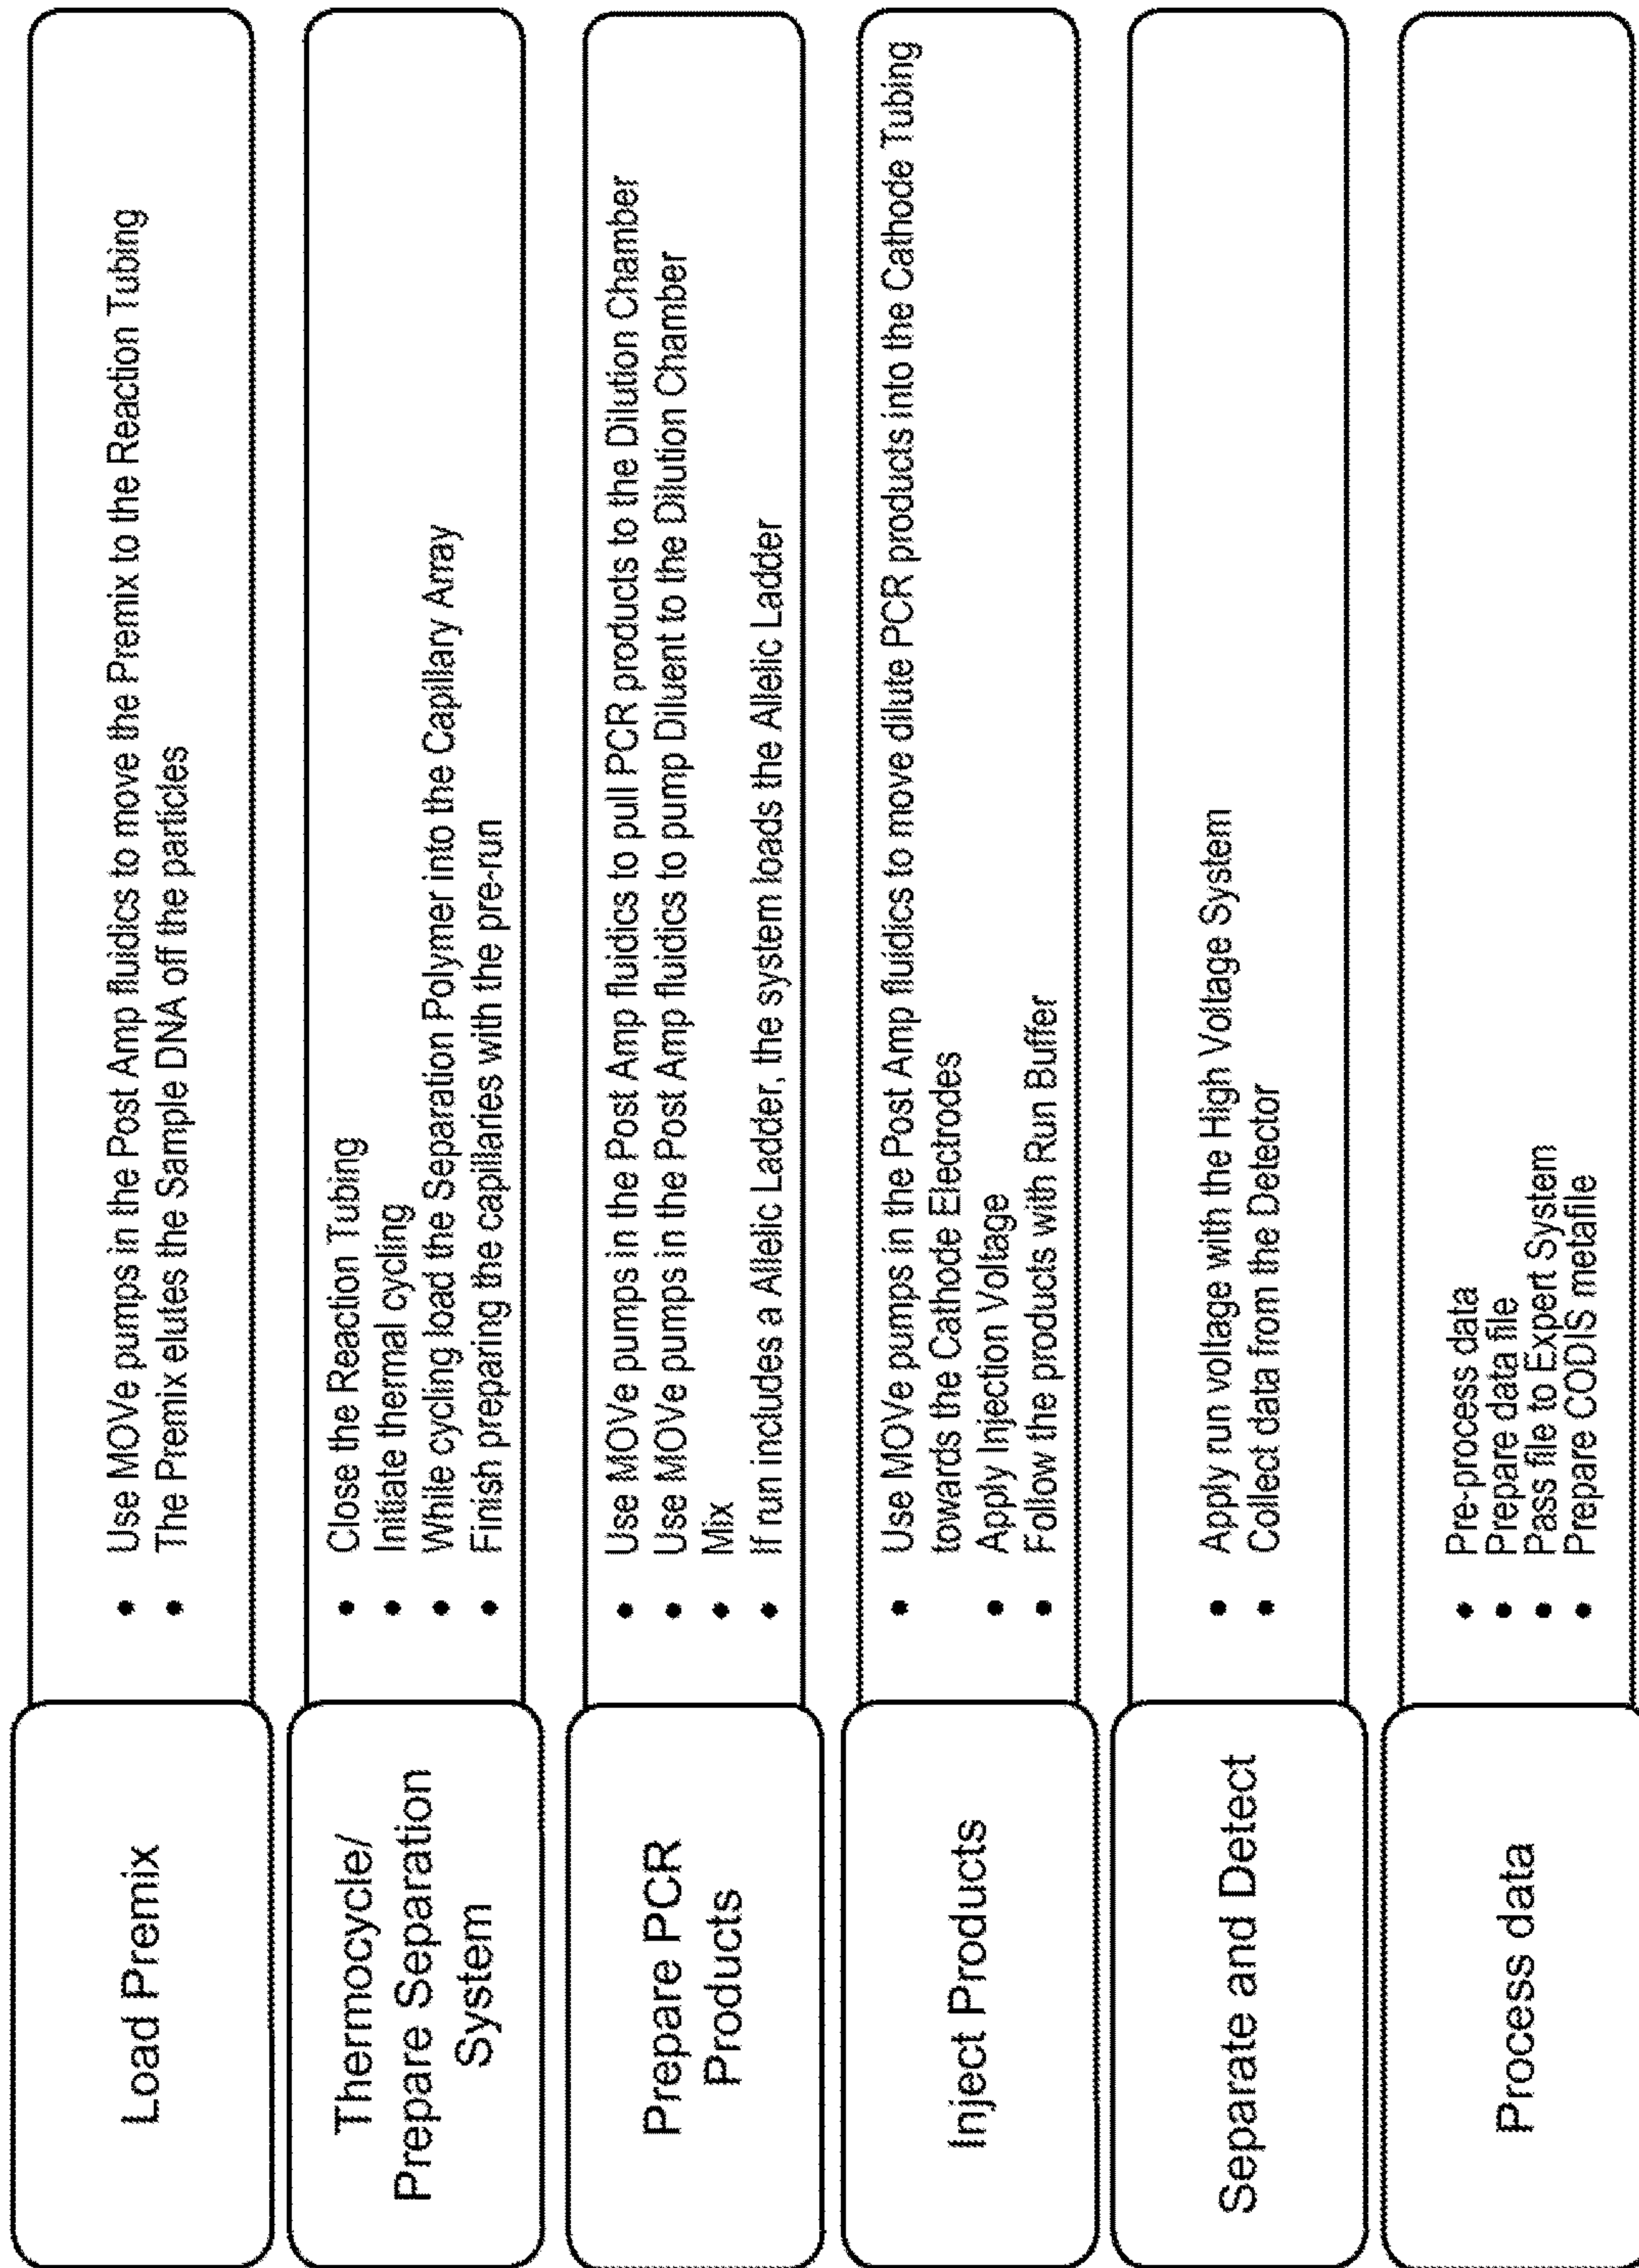 Load Premix
• Use MOVe pumps in the Post Amp fluidics to move the Premix to the Reaction Tubing
• The Premix elutes the Sample DNA off the particles
Thermocycle/
Prepare Separation
System
• Close the Reaction Tubing
• Initiate thermal cycling
• While cycling load the Separation Polymer into the Capillary Array
• Finish preparing the capillaries with the pre-run
Prepare PCR
Products
• Use MOVe pumps in the Post Amp fluidics to pull PCR products to the Dilution Chamber
• Use MOVe pumps in the Post Amp fluidics to pump Diluent to the Dilution Chamber
• Mix
• If run includes a Allelic Ladder, the system loads the Allelic Ladder
Inject Products
• Use MOVe pumps in the Post Amp fluidics to move dilute PCR products into the Cathode Tubing
towards the Cathode Electrodes
• Apply Injection Voltage
• Follow the products with Run Buffer
Separate and Detect
• Apply run voltage with the High Voltage System
• Collect data from the Detector
Process data
• Pre-process data
• Prepare data file
• Pass file to Expert System
• Prepare CODIS metafile